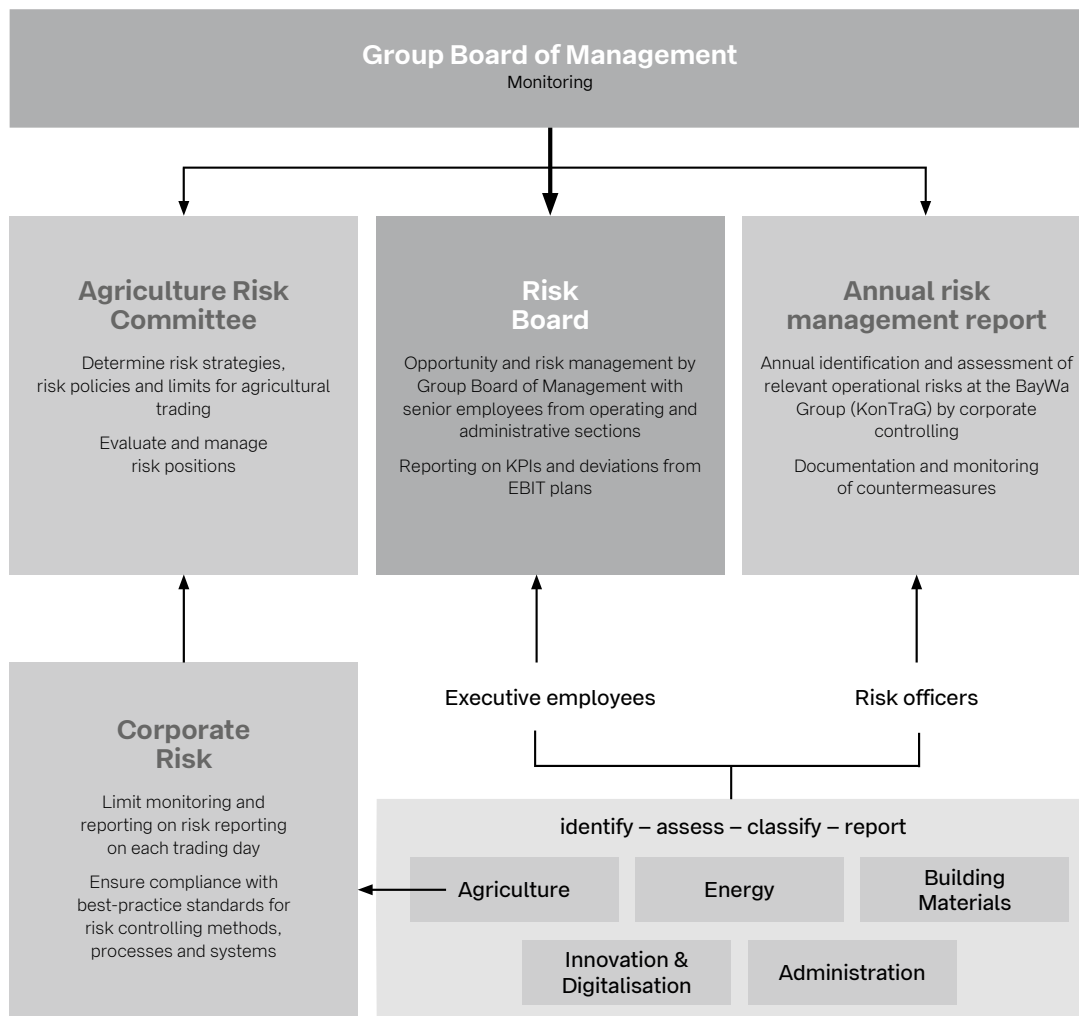 Group Board of Management
Monitoring
Agriculture Risk
Committee
Determine risk strategies,
risk policies and limits for agricultural
trading
Evaluate and manage
risk positions
Risk
Board
Opportunity and risk management by
Group Board of Management with
senior employees from operating and
administrative sections
Reporting on KPIs and deviations from
EBIT plans
Annual risk
management report
Annual identification and assessment of
relevant operational risks at the BayWa
Group (KonTraG) by corporate
controlling
Documentation and monitoring
of countermeasures
Corporate
Risk
Limit monitoring and
reporting on risk reporting
on each trading day
Ensure compliance with
best-practice standards for
risk controlling methods,
processes and systems
Executive employees
Risk officers
identify – assess – classify – report
Agriculture
Energy
Building
Materials
Innovation &
Digitalisation
Administration